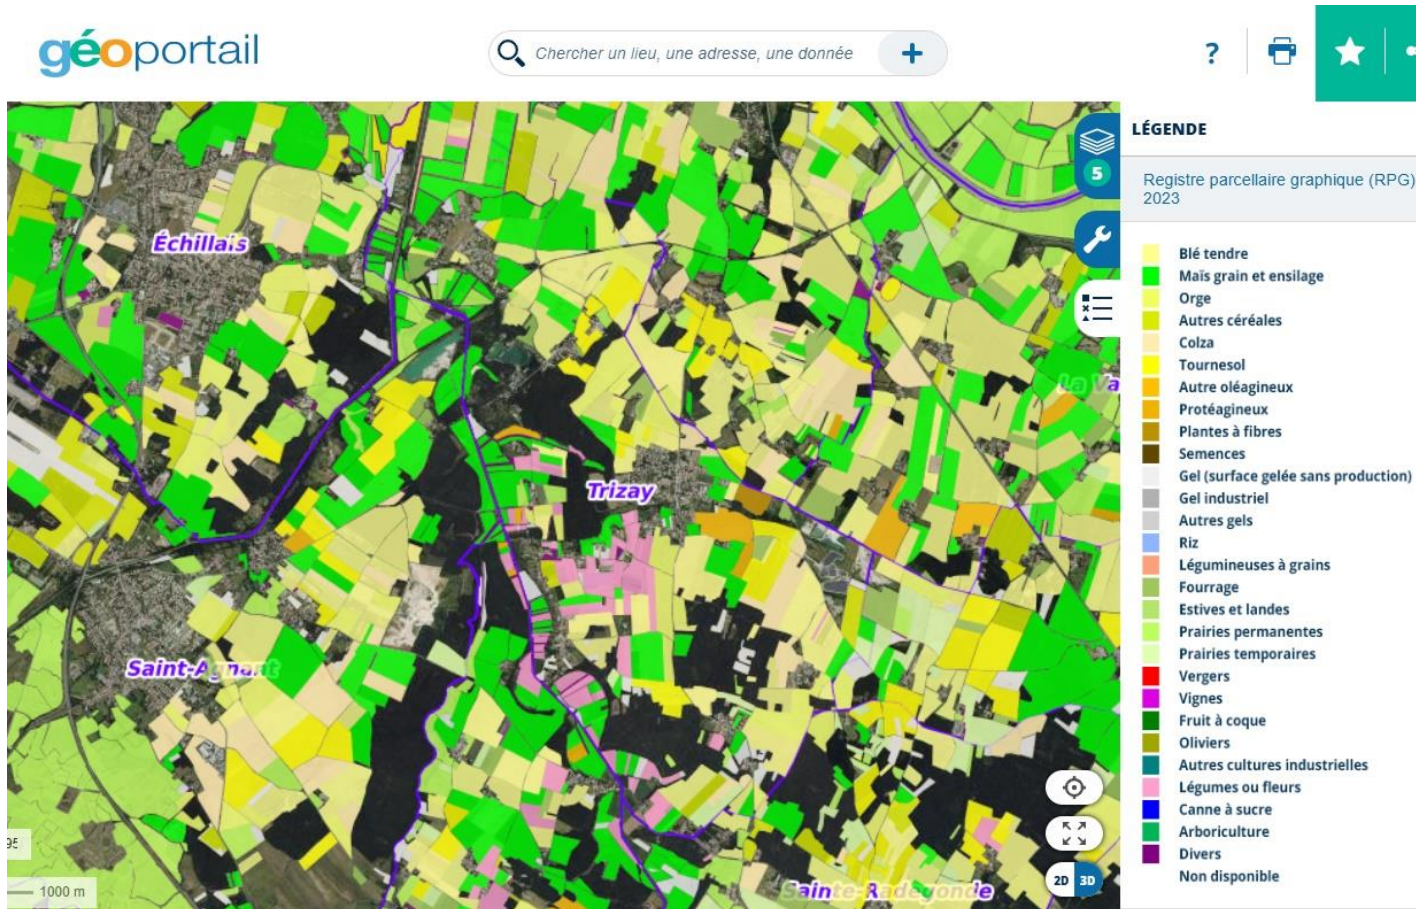 géoportail
Chercher un lieu, une adresse, une donnée
+
?
5
LÉGENDE
Registre parcellaire graphique (RPG)
2023
Blé tendre
Maïs grain et ensilage
Orge
Autres céréales
Colza
Tournesol
Autre oléagineux
Protéagineux
Plantes à fibres
Semences
Gel (surface gelée sans production)
Gel industriel
Autres gels
Riz
Légumineuses à grains
Fourrage
Estives et landes
Prairies permanentes
Prairies temporaires
Vergers
Vignes
Fruit à coque
Oliviers
Autres cultures industrielles
Légumes ou fleurs
Canne à sucre
Arboriculture
Divers
Non disponible
Échillais
La Va
Trizay
Saint-Agnant
Sainte-Radegonde
1000 m
2D 3D